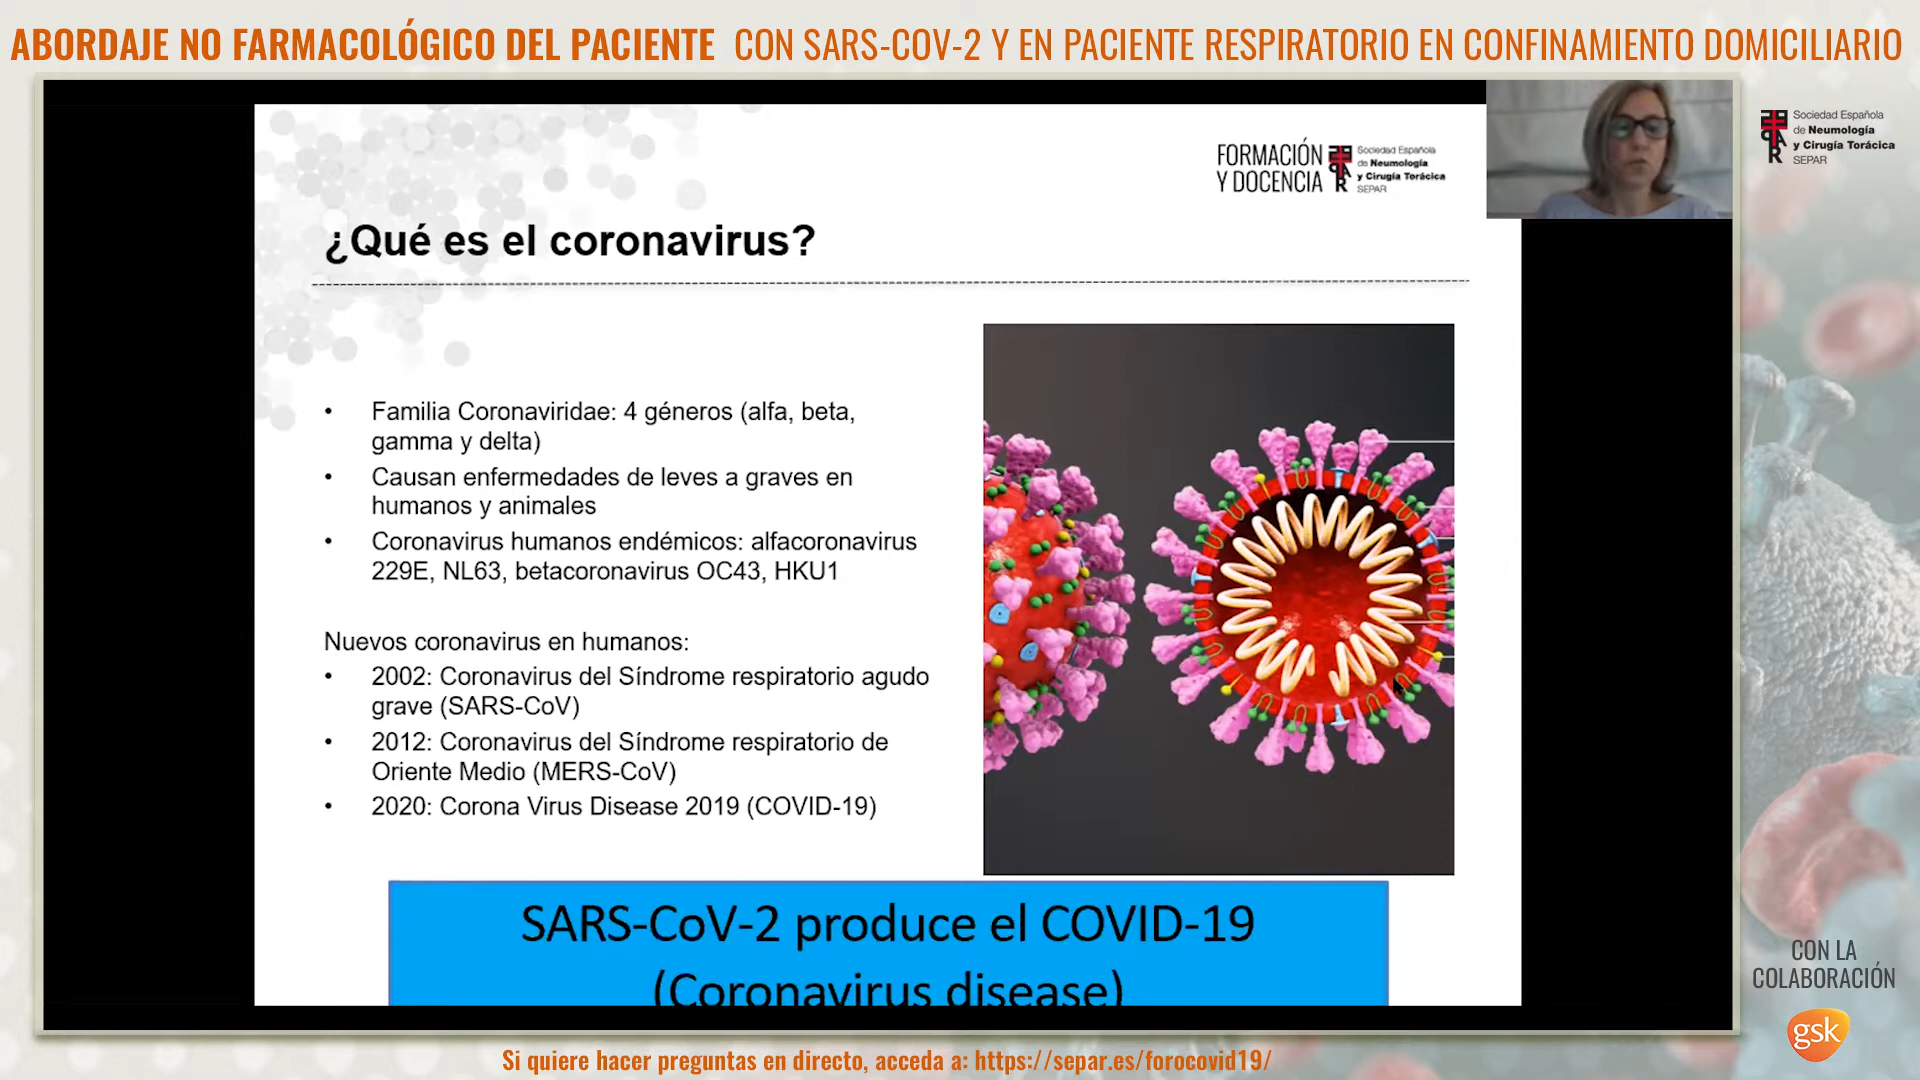 ABORDAJE NO FARMACOLÓGICO DEL PACIENTE CON SARS-COV-2 Y EN PACIENTE RESPIRATORIO EN CONFINAMIENTO DOMICILIARIO
Sociedad Española
de Neumología
y Cirugía Torácica
SEPAR
FORMACIÓN
Y DOCENCIA
Sociedad Española
de Neumología
y Cirugía Torácica
SEPAR
¿Qué es el coronavirus?
• Familia Coronaviridae: 4 géneros (alfa, beta,
gamma y delta)
• Causan enfermedades de leves a graves en
humanos y animales
• Coronavirus humanos endémicos: alfacoronavirus
229E, NL63, betacoronavirus OC43, HKU1
Nuevos coronavirus en humanos:
• 2002: Coronavirus del Síndrome respiratorio agudo
grave (SARS-CoV)
• 2012: Coronavirus del Síndrome respiratorio de
Oriente Medio (MERS-CoV)
• 2020: Corona Virus Disease 2019 (COVID-19)
SARS-CoV-2 produce el COVID-19
(Coronavirus disease)
CON LA
COLABORACIÓN
gsk
Si quiere hacer preguntas en directo, acceda a: https://separ.es/forocovid19/